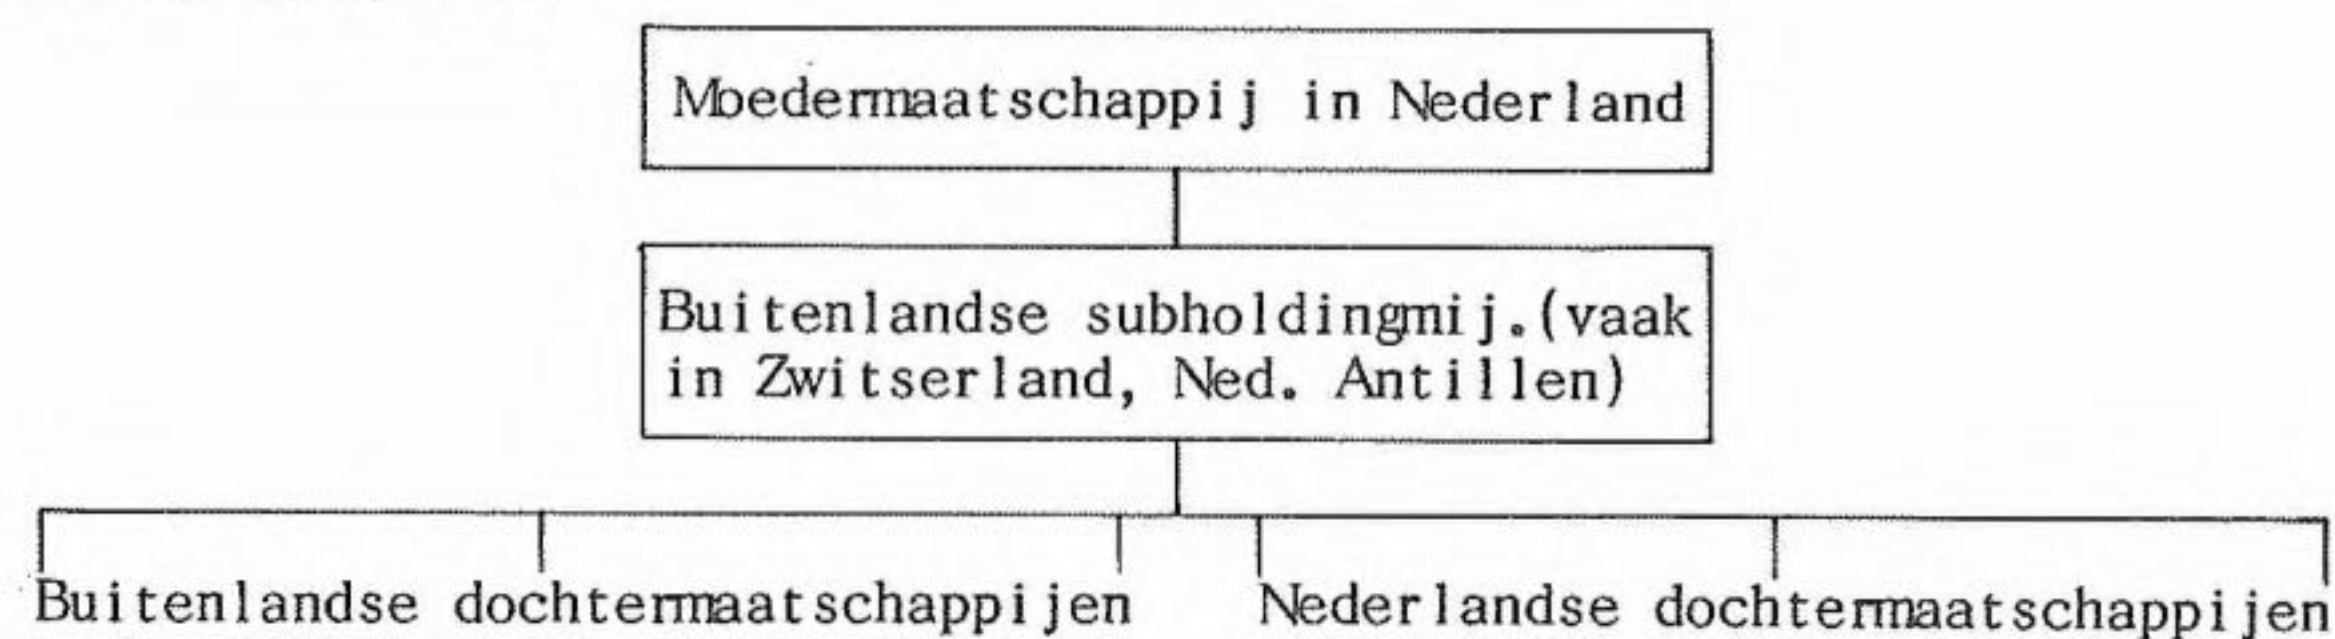 Moedermaatschappij in Nederland
Buitenlandse subholdingmij.(vaak
in Zwitserland, Ned. Antillen)
Buitenlandse dochtermaatschappijen Nederlandse dochtermaatschappijen